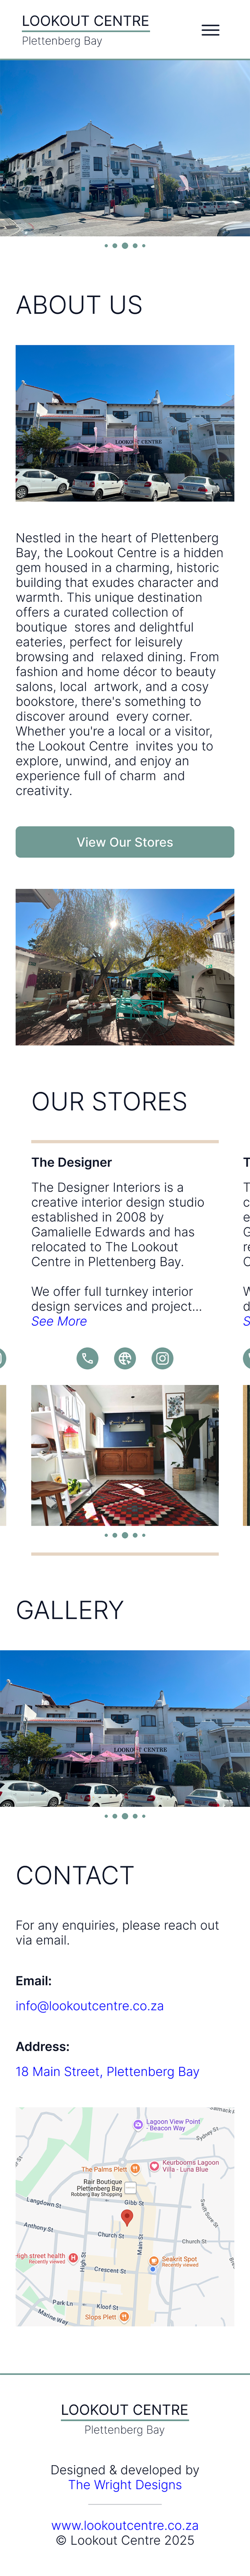 LOOKOUT CENTRE
Plettenberg Bay
ABOUT US
LOOKOUT CENTRE
Nestled in the heart of Plettenberg
Bay, the Lookout Centre is a hidden
gem housed in a charming, historic
building that exudes character and
warmth. This unique destination
offers a curated collection of
boutique stores and delightful
eateries, perfect for leisurely
browsing and relaxed dining. From
fashion and home décor to beauty
salons, local artwork, and a cosy
bookstore, there's something to
discover around every corner.
Whether you're a local or a visitor,
the Lookout Centre invites you to
explore, unwind, and enjoy an
experience full of charm and
creativity.
View Our Stores
OUR STORES
The Designer
The Designer Interiors is a
creative interior design studio
established in 2008 by
Gamalielle Edwards and has
relocated to The Lookout
Centre in Plettenberg Bay.
We offer full turnkey interior
design services and project...
See More
GALLERY
LOOKOUT CENTRE
CONTACT
For any enquiries, please reach out
via email.
Email:
info@lookoutcentre.co.za
Address:
18 Main Street, Plettenberg Bay
Lagoon View Point
- Beacon Way
Sydney St
The Palms Plett
Keurbooms Lagoon
Villa - Luna Blue
Rair Boutique
Plettenberg Bay
Robberg Bay Shopping
Langdown St
Gibb St
Anthony St
Church St
Main St
Church St
High street health
Recently viewed
High St
Crescent St
Seakrit Spot
Recently viewed
Park Ln
Kloof St
Marine Way
Slops Plett
LOOKOUT CENTRE
Plettenberg Bay
Designed & developed by
The Wright Designs
www.lookoutcentre.co.za
© Lookout Centre 2025